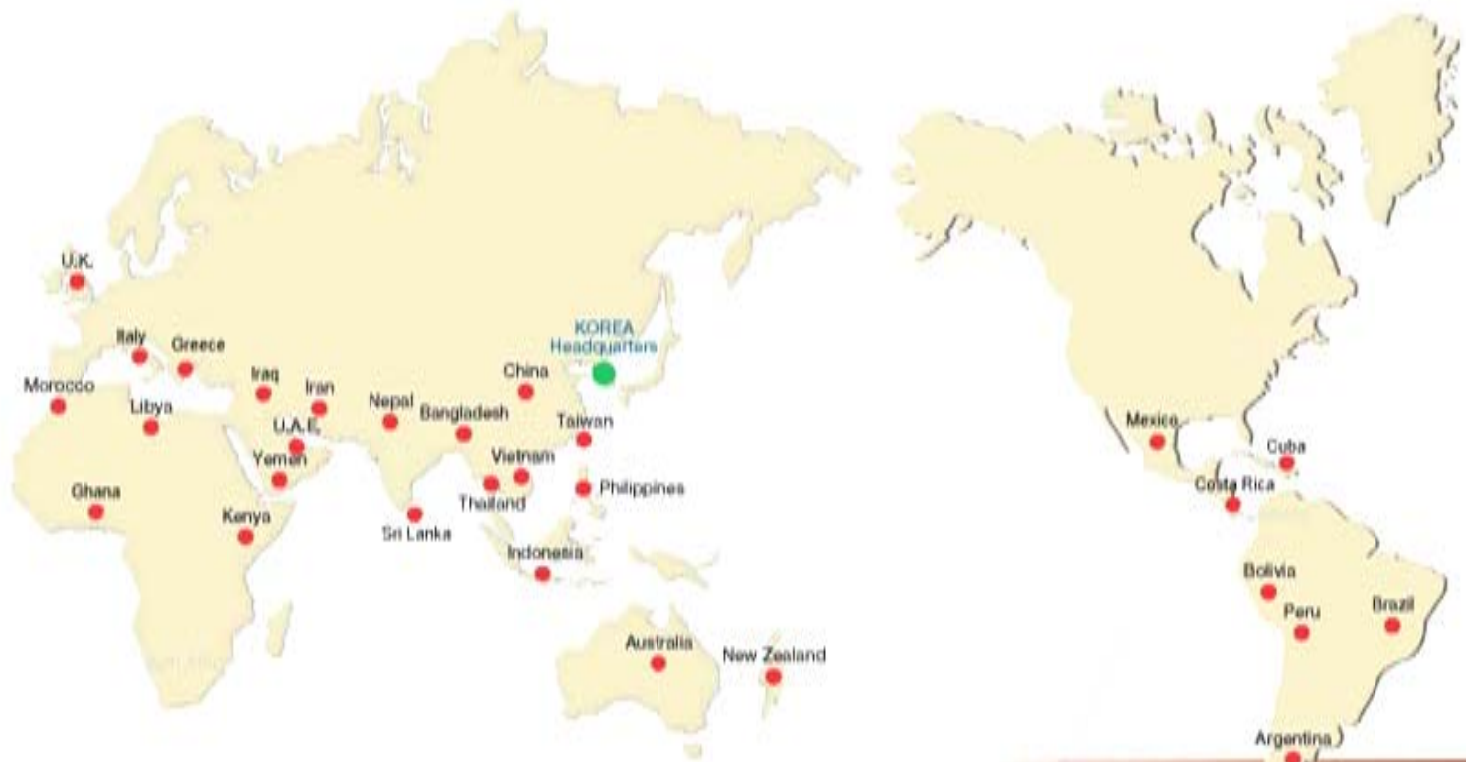 U.K.
KOREA
Headquarters
Italy
Greece
China
Iraq
Iran
Morocco
Nepal
Libya
Bangladesh
Taiwan
Mexico
U.A.E.
Cuba
Yemen
Vietnam
Costa Rica
Ghana
Thailand
Philippines
Kenya
Sri Lanka
Indonesia
Bolivia
Peru
Brazil
Australia
New Zealand
Argentina